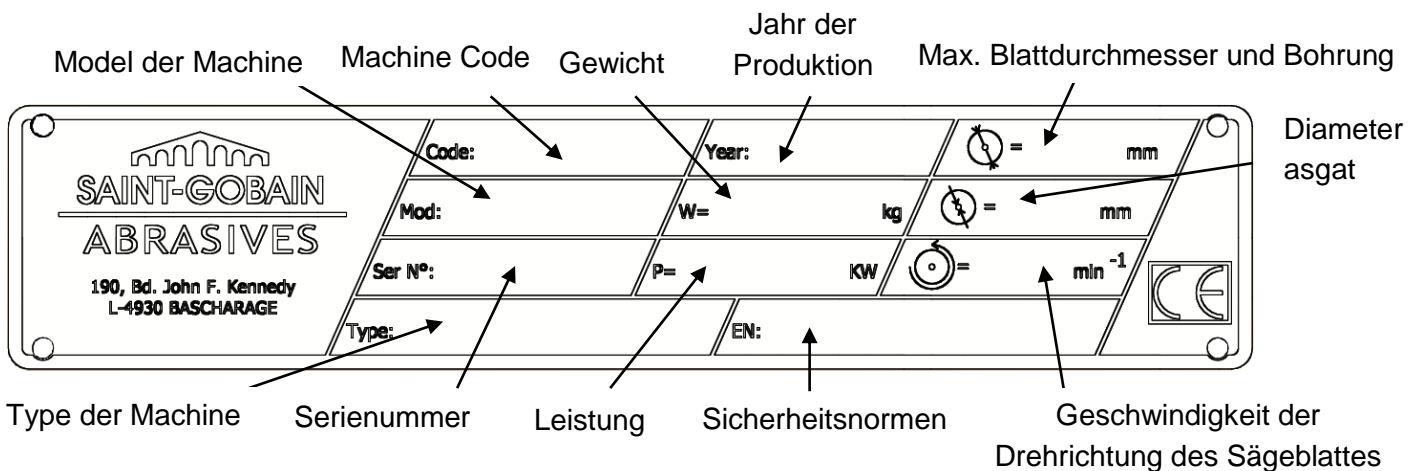 Jahr der
Produktion
Model der Machine
Machine Code
Gewicht
Max. Blattdurchmesser und Bohrung
Diameter
asgat
SAINT-GOBAIN
ABRASIVES
190, Bd. John F. Kennedy
L-4930 BASCHARAGE
Code:
Year:
= mm
Mod:
W= kg
= mm
Ser Nº:
P= KW
= min -1
Type:
EN:
CE
Type der Machine
Serienummer
Leistung
Sicherheitsnormen
Geschwindigkeit der
Drehrichtung des Sägeblattes